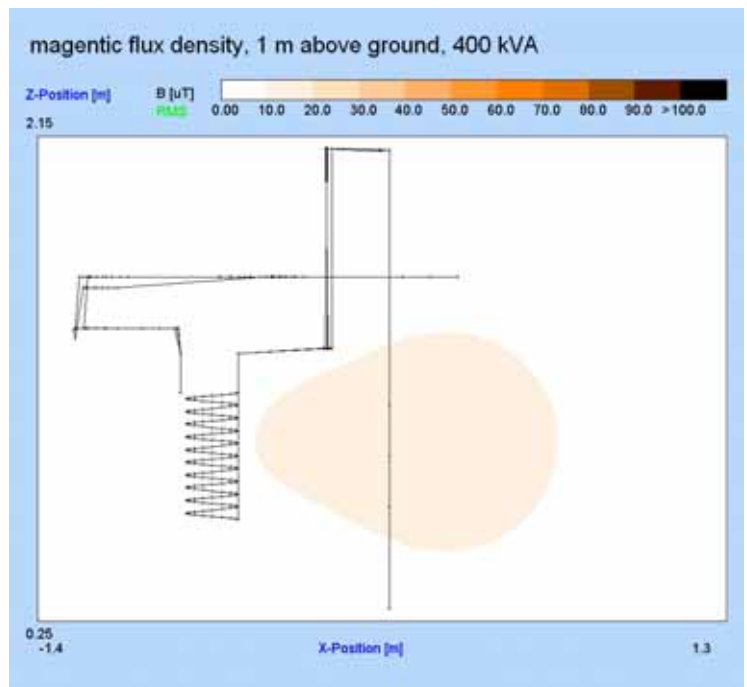 magentic flux density, 1 m above ground, 400 kVA
Z-Position [m] B [uT]
RMS 0.00 10.0 20.0 30.0 40.0 50.0 60.0 70.0 80.0 90.0 >100.0
2.15
0.25
-1.4 X-Position [m] 1.3